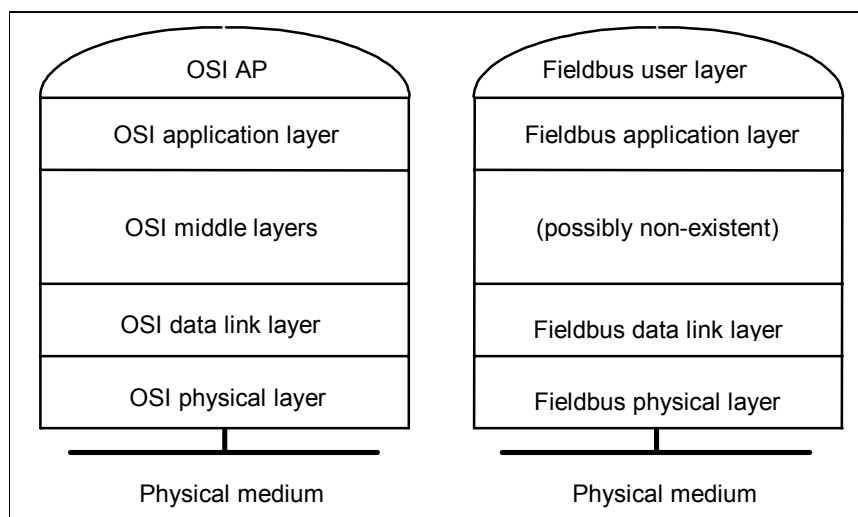 OSI AP
OSI application layer
OSI middle layers
OSI data link layer
OSI physical layer
Physical medium
Fieldbus user layer
Fieldbus application layer
(possibly non-existent)
Fieldbus data link layer
Fieldbus physical layer
Physical medium